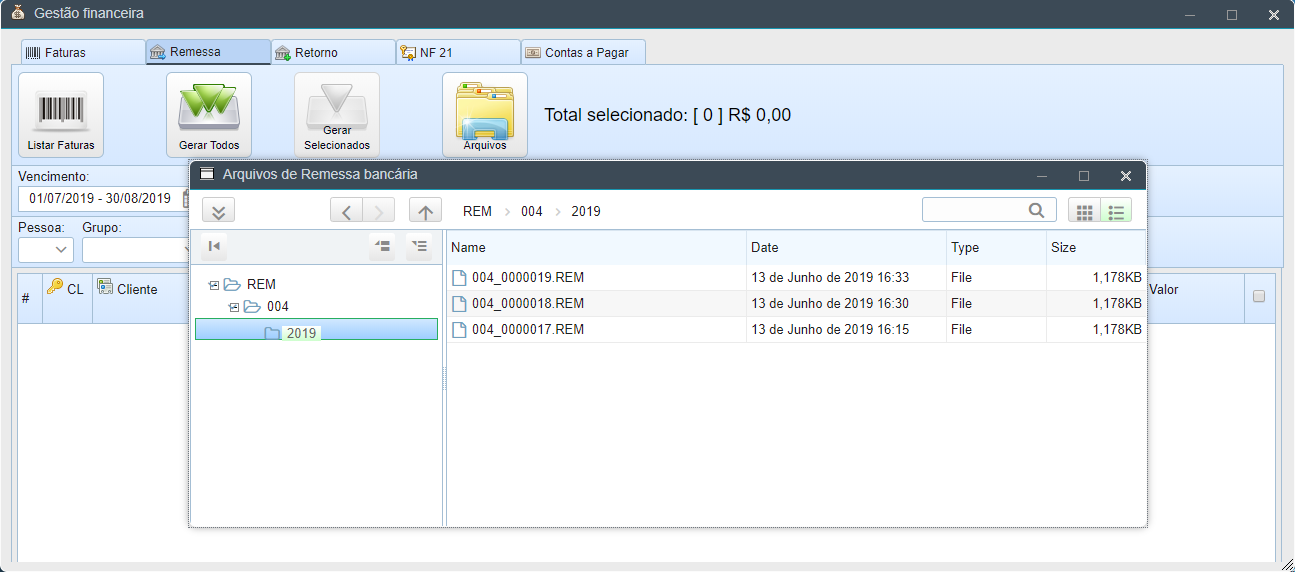 Gestão financeira
Faturas
Remessa
Retorno
NF 21
Contas a Pagar
Listar Faturas
Gerar Todos
Gerar
Selecionados
Arquivos
Total selecionado: [ 0 ] R$ 0,00
Vencimento:
01/07/2019 - 30/08/2019
Pessoa:
Grupo:
# CL Cliente
Valor
Arquivos de Remessa bancária
REM 004 2019
REM
004
2019
Name Date Type Size
004_0000019.REM 13 de Junho de 2019 16:33 File 1,178KB
004_0000018.REM 13 de Junho de 2019 16:30 File 1,178KB
004_0000017.REM 13 de Junho de 2019 16:15 File 1,178KB